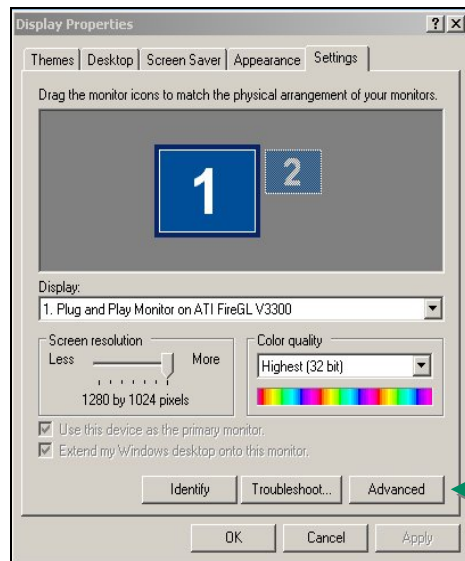 Display Properties
Themes Desktop Screen Saver Appearance Settings
Drag the monitor icons to match the physical arrangement of your monitors.
1 2
Display:
1. Plug and Play Monitor on ATI FireGL V3300
Screen resolution
Less More
1280 by 1024 pixels
Color quality
Highest (32 bit)
Use this device as the primary monitor.
Extend my Windows desktop onto this monitor.
Identify Troubleshoot... Advanced
OK Cancel Apply